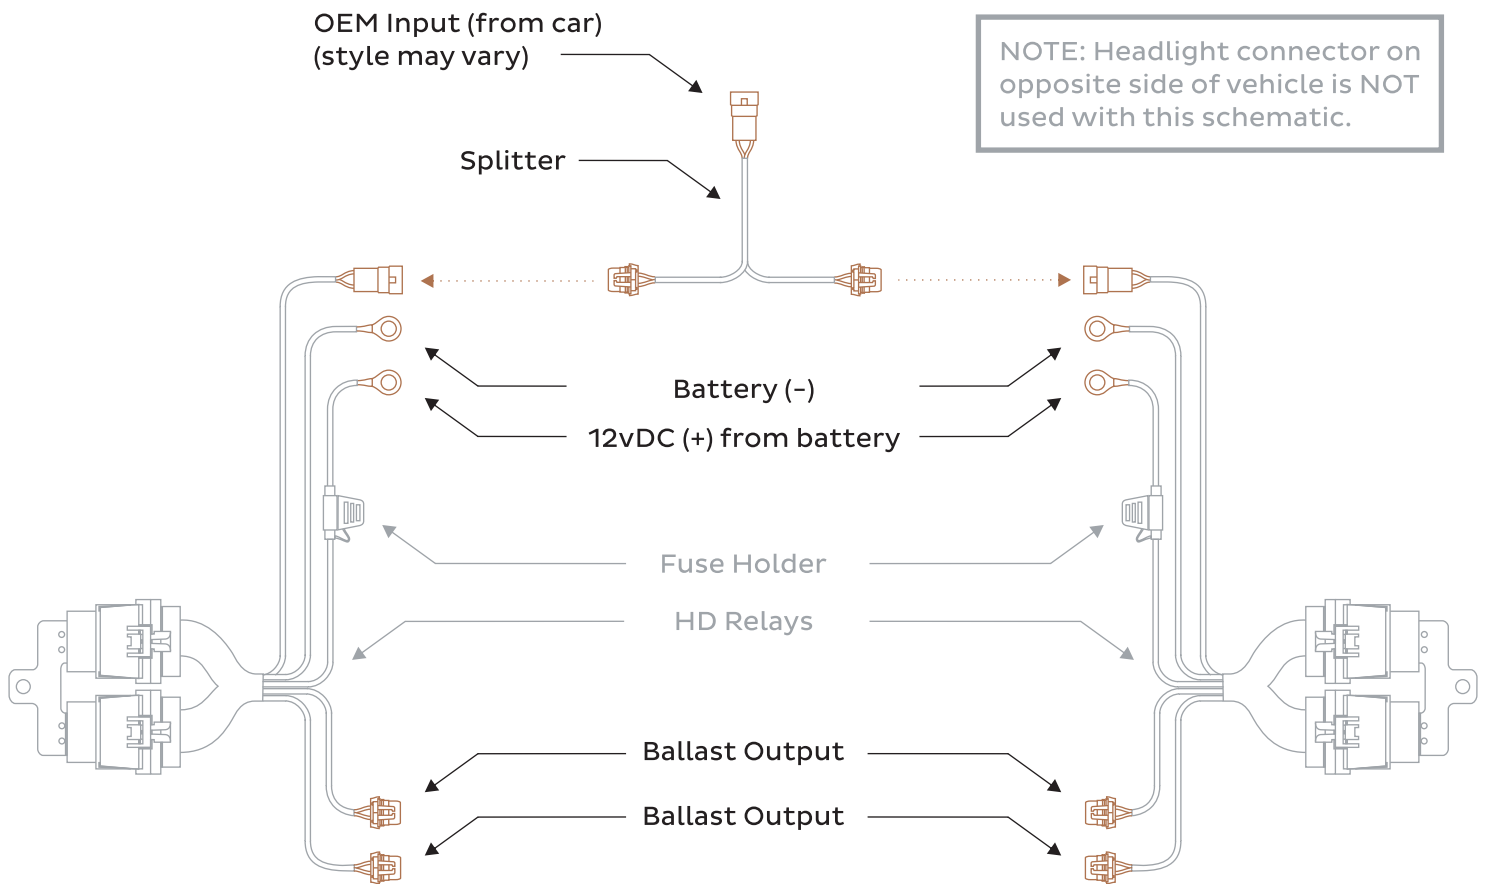 OEM Input (from car)
(style may vary)
NOTE: Headlight connector on
opposite side of vehicle is NOT
used with this schematic.
Splitter
Battery (-)
12vDC (+) from battery
Fuse Holder
HD Relays
Ballast Output
Ballast Output